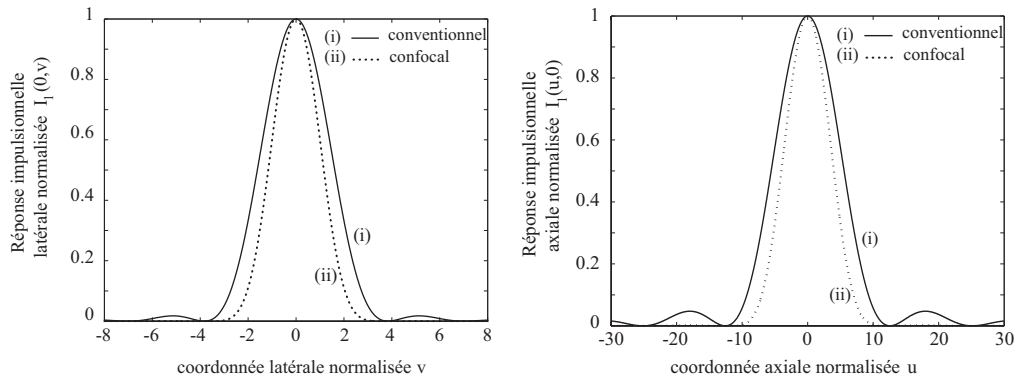 Réponse impulsionnelle
latérale normalisée I₁(0,v)
1
0.8
0.6
0.4
0.2
0
(i) conventionnel
(ii) confocal
(i)
(ii)
-8 -6 -4 -2 0 2 4 6 8
coordonnée latérale normalisée v
Réponse impulsionnelle
axiale normalisée I₁(u,0)
1
0.8
0.6
0.4
0.2
0
(i) conventionnel
(ii) confocal
(i)
(ii)
-30 -20 -10 0 10 20 30
coordonnée axiale normalisée u